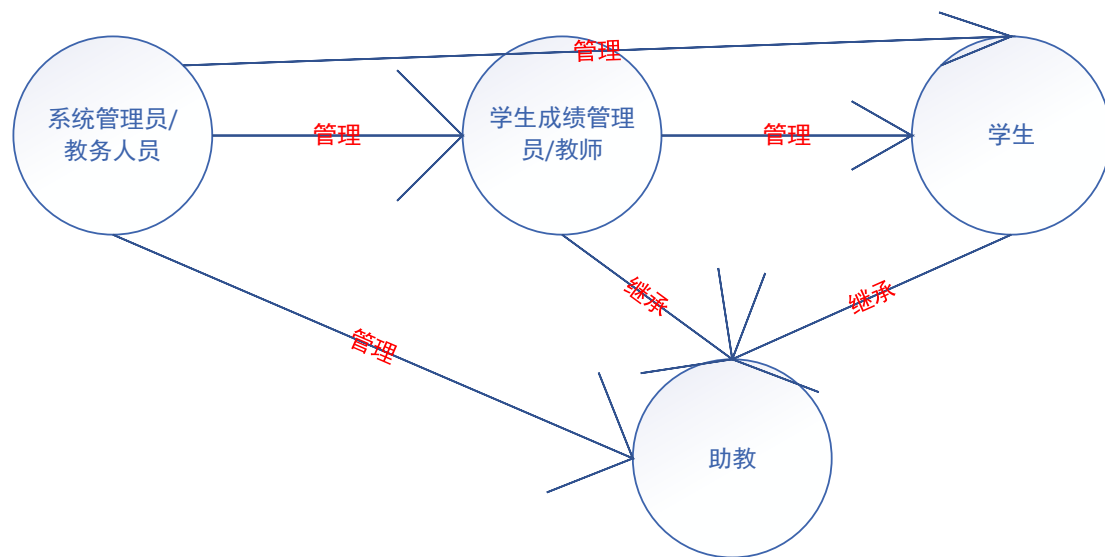 管理
系统管理员/
教务人员
管理
学生成绩管理
员/教师
管理
学生
管理
继承
继承
助教